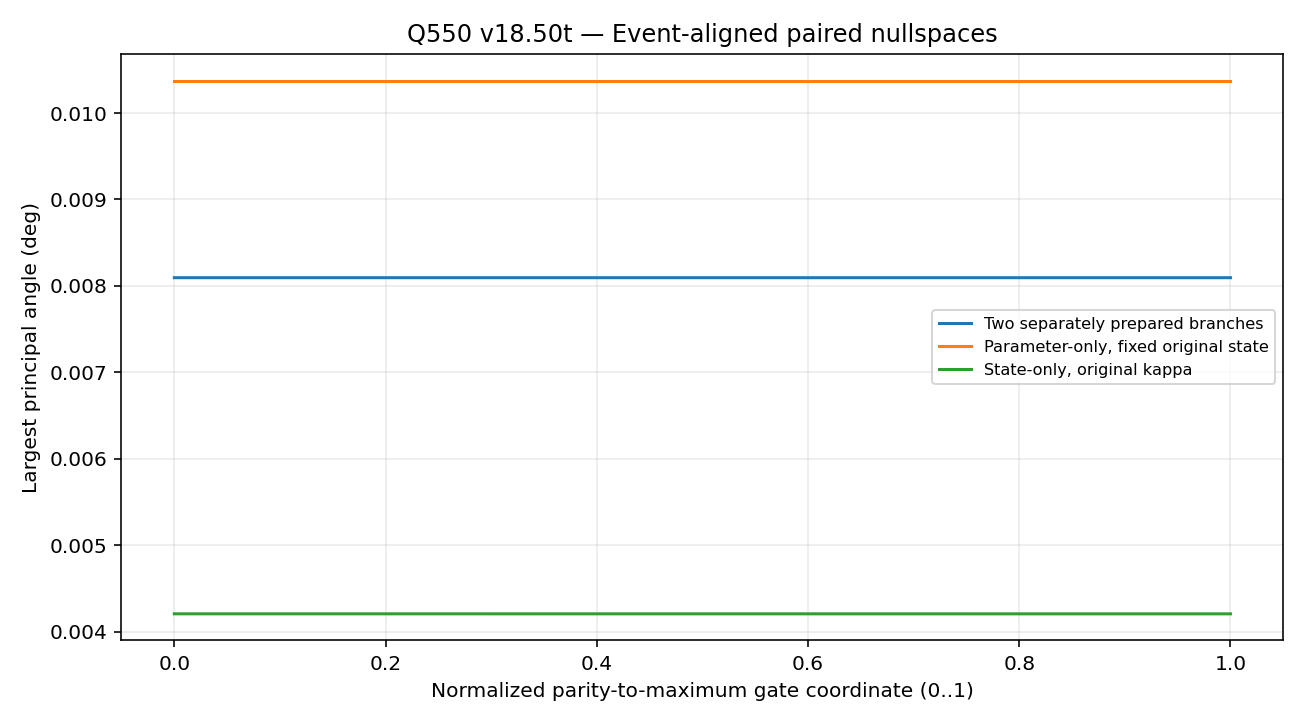 Q550 v18.50t — Event-aligned paired nullspaces
Largest principal angle (deg)
0.010
0.009
0.008
0.007
0.006
0.005
0.004
Two separately prepared branches
Parameter-only, fixed original state
State-only, original kappa
0.0 0.2 0.4 0.6 0.8 1.0
Normalized parity-to-maximum gate coordinate (0..1)